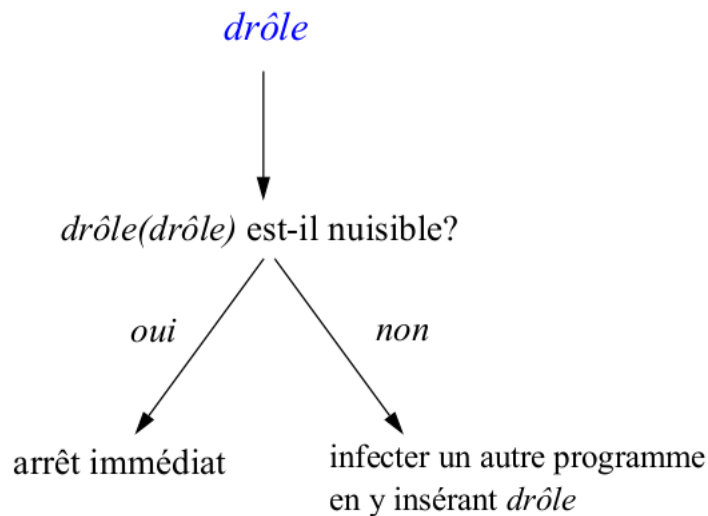 drôle
drôle(drôle) est-il nuisible?
oui
non
arrêt immédiat
infecter un autre programme
en y insérant drôle